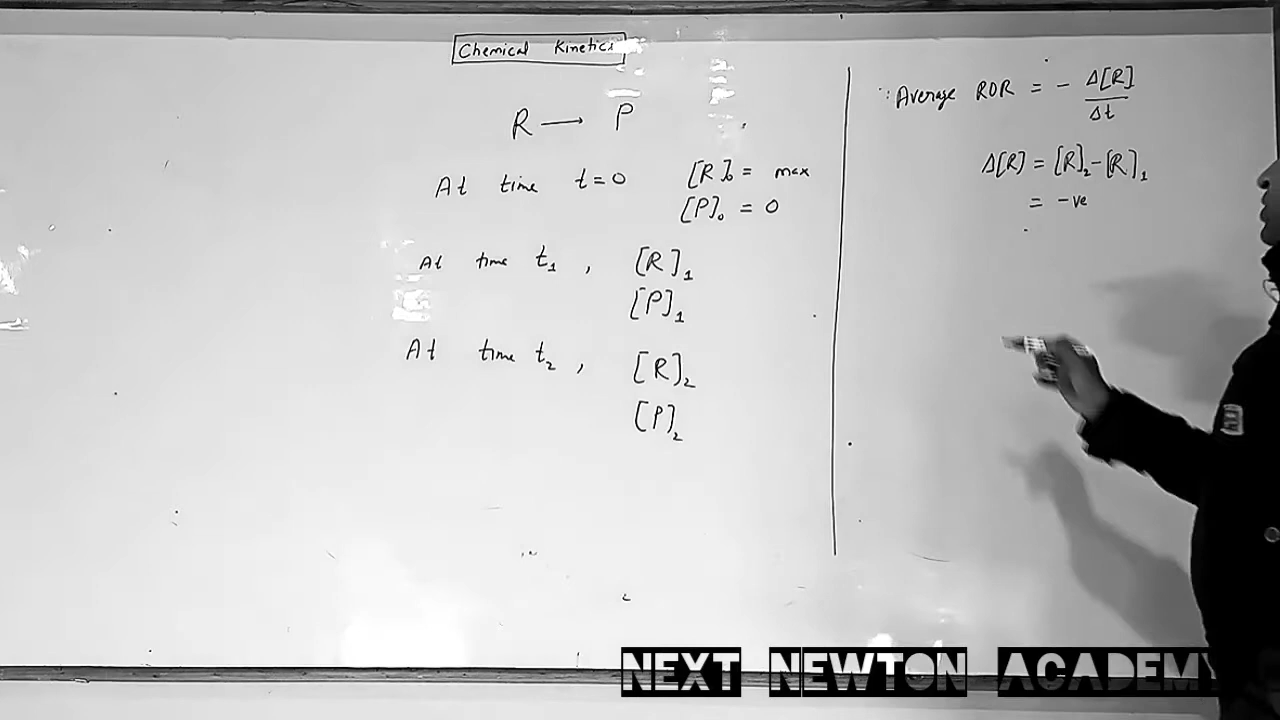 Chemical Kinetics
R → P
At time t=0 [R]₀ = max
[P]₀ = 0
At time t₁ , [R]₁
[P]₁
At time t₂ , [R]₂
[P]₂
∵ Average ROR = - Δ[R]
Δt
Δ[R] = [R]₂-[R]₁
= -ve
NEXT NEWTON ACADEMY